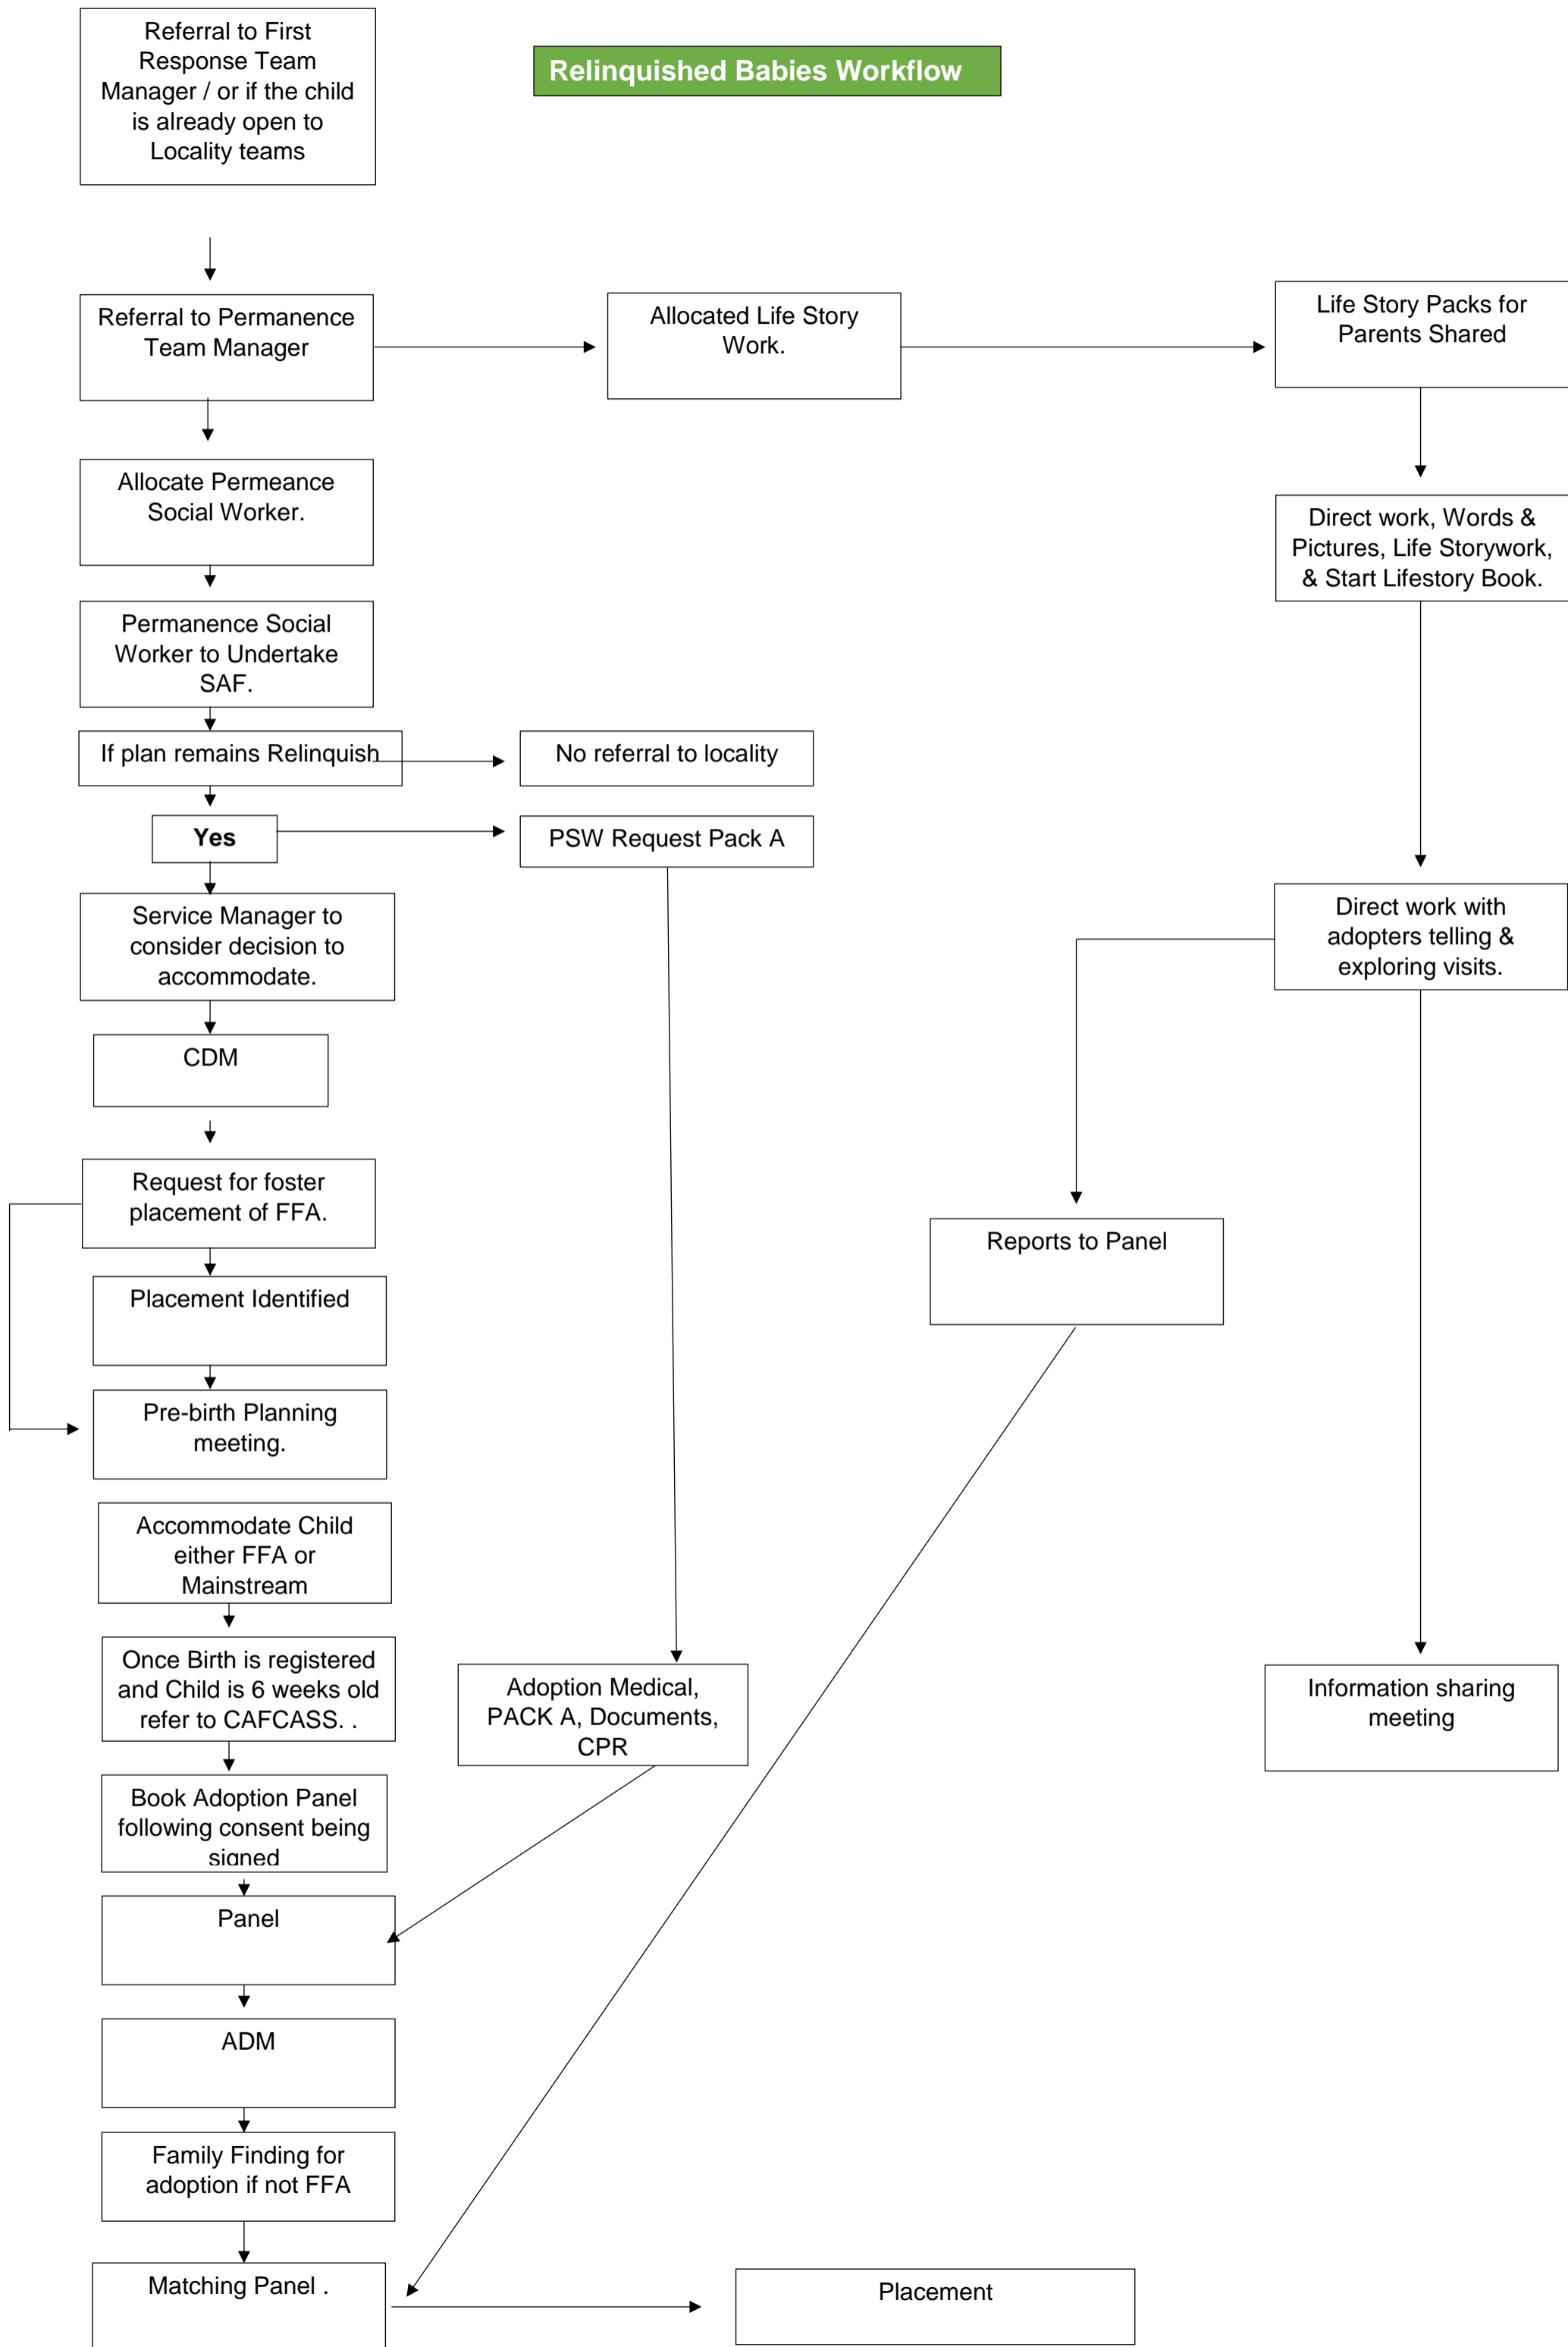 Referral to First
Response Team
Manager / or if the child
is already open to
Locality teams
Relinquished Babies Workflow
Referral to Permanence
Team Manager
Allocated Life Story
Work.
Life Story Packs for
Parents Shared
Allocate Permeance
Social Worker.
Direct work, Words &
Pictures, Life Storywork,
& Start Lifestory Book.
Permanence Social
Worker to Undertake
SAF.
If plan remains Relinquish
No referral to locality
Yes
PSW Request Pack A
Service Manager to
consider decision to
accommodate.
Direct work with
adopters telling &
exploring visits.
CDM
Request for foster
placement of FFA.
Reports to Panel
Placement Identified
Pre-birth Planning
meeting.
Accommodate Child
either FFA or
Mainstream
Once Birth is registered
and Child is 6 weeks old
refer to CAFCASS. .
Adoption Medical,
PACK A, Documents,
CPR
Information sharing
meeting
Book Adoption Panel
following consent being
signed
Panel
ADM
Family Finding for
adoption if not FFA
Matching Panel .
Placement